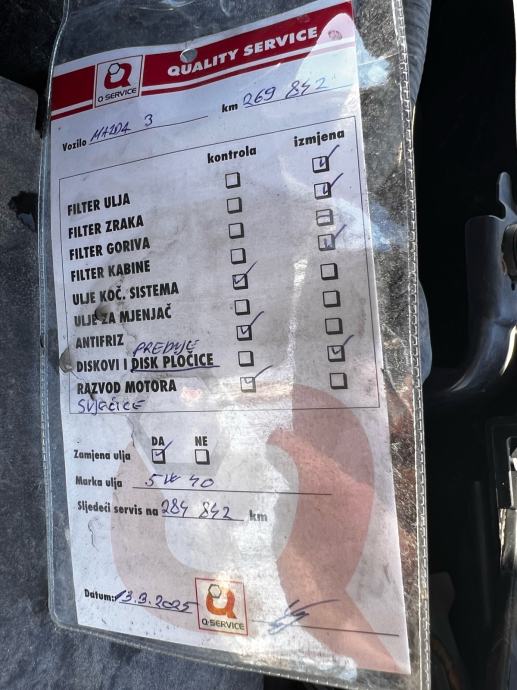 QUALITY SERVICE
Q SERVICE
Vozilo MAZDA 3 km 269 842
kontrola izmjena
FILTER ULJA
FILTER ZRAKA
FILTER GORIVA
FILTER KABINE
ULJE KOČ. SISTEMA
ULJE ZA MJENJAČ
ANTIFRIZ
PREDNJE
DISKOVI I DISK PLOČICE
RAZVOD MOTORA
SVJEĆICE
DA NE
Zamjena ulja
Marka ulja 5W 40
Sljedeći servis na 284 842 km
Datum: 13.9.2025
Q SERVICE